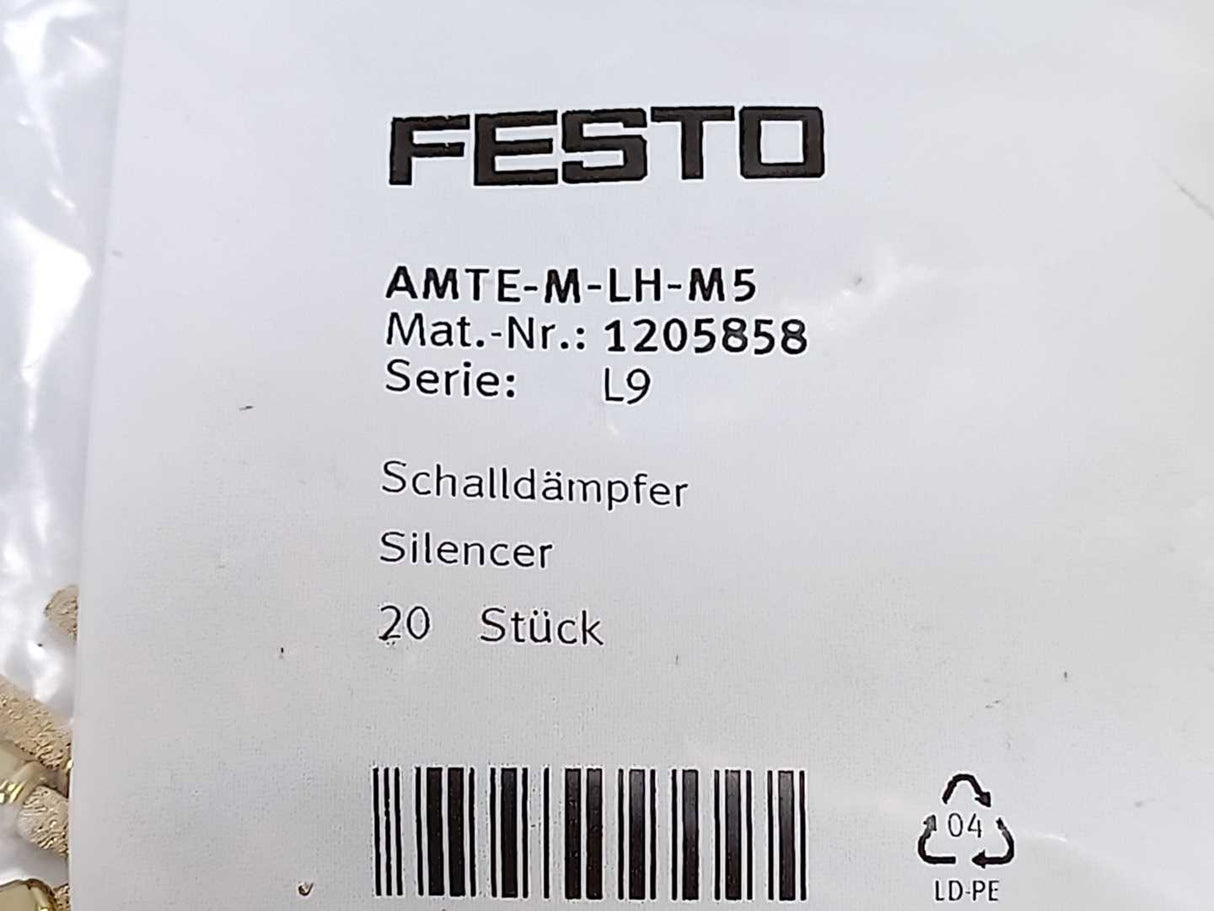 FESTO
AMTE-M-LH-M5
Mat.-Nr.: 1205858
Serie: L9
Schalldämpfer
Silencer
20 Stück
04
LD-PE